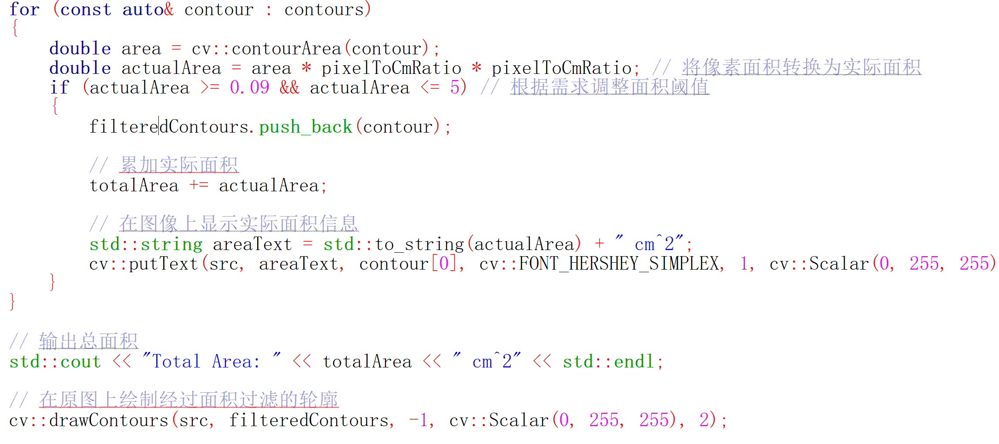 for (const auto& contour : contours)
{
    double area = cv::contourArea(contour);
    double actualArea = area * pixelToCmRatio * pixelToCmRatio; // 将像素面积转换为实际面积
    if (actualArea >= 0.09 && actualArea <= 5) // 根据需求调整面积阈值
    {
        filteredContours.push_back(contour);

        // 累加实际面积
        totalArea += actualArea;

        // 在图像上显示实际面积信息
        std::string areaText = std::to_string(actualArea) + " cm^2";
        cv::putText(src, areaText, contour[0], cv::FONT_HERSHEY_SIMPLEX, 1, cv::Scalar(0, 255, 255)
    }
}

// 输出总面积
std::cout << "Total Area: " << totalArea << " cm^2" << std::endl;

// 在原图上绘制经过面积过滤的轮廓
cv::drawContours(src, filteredContours, -1, cv::Scalar(0, 255, 255), 2);